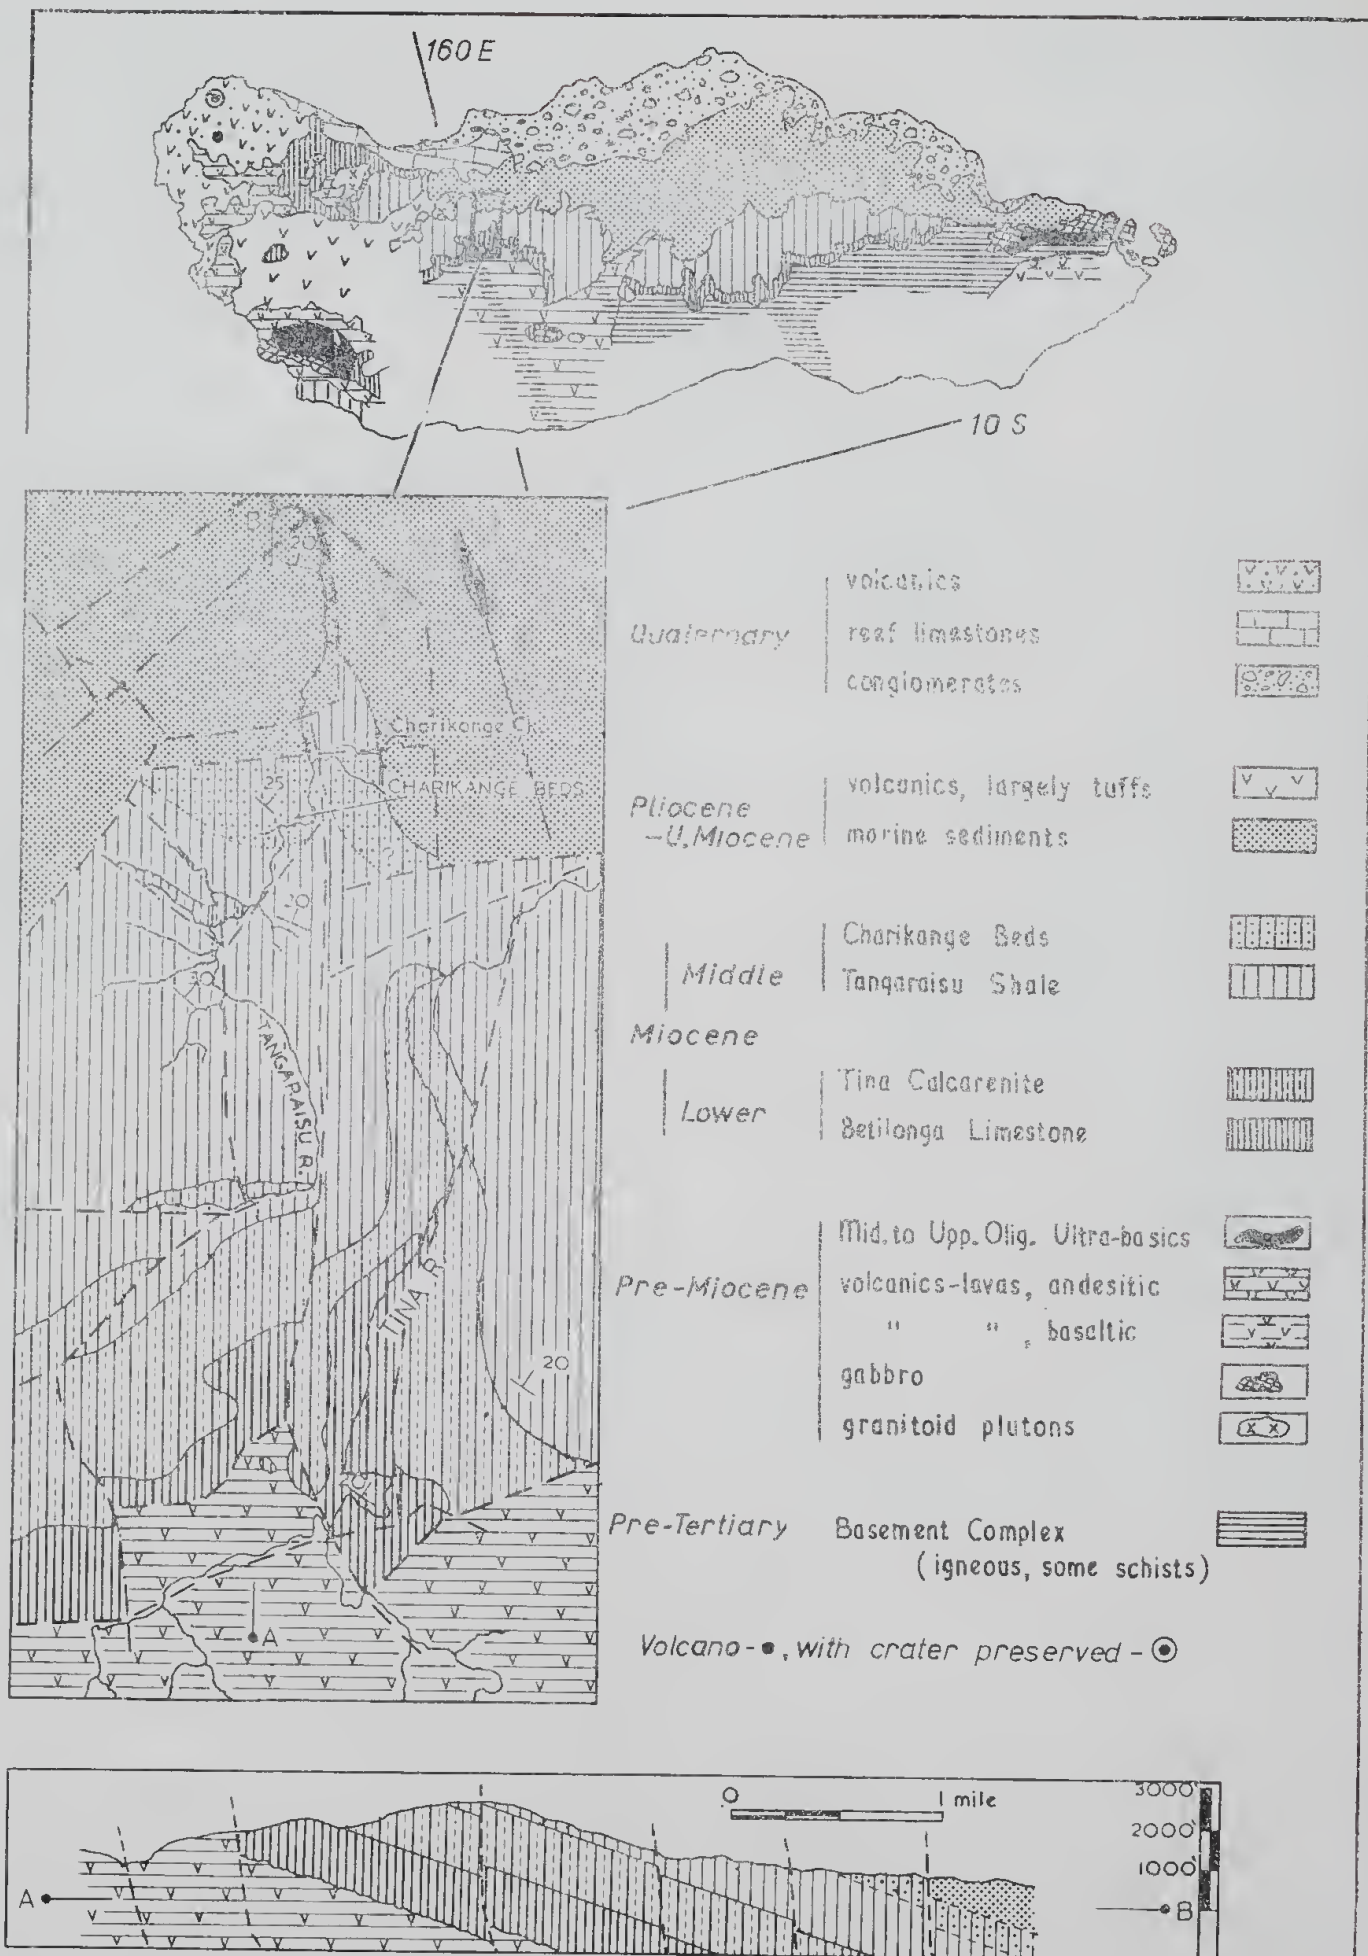 160 E
10 S
B
20
Charikange Ck.
CHARIKANGE BEDS
25
?
20
30
TANGARAISU R.
TINA R.
20
25
A
Quaternary
volcanics
reef limestones
conglomerates
Pliocene
-U. Miocene
volcanics, largely tuffs
marine sediments
Middle
Charikange Beds
Tangaraisu Shale
Miocene
Lower
Tina Calcarenite
Betilonga Limestone
Pre-Miocene
Mid. to Upp. Olig. Ultra-basics
volcanics-lavas, andesitic
" " , basaltic
gabbro
granitoid plutons
Pre-Tertiary
Basement Complex
(igneous, some schists)
Volcano-●, with crater preserved-
0 1 mile
3000'
2000'
1000'
A
B